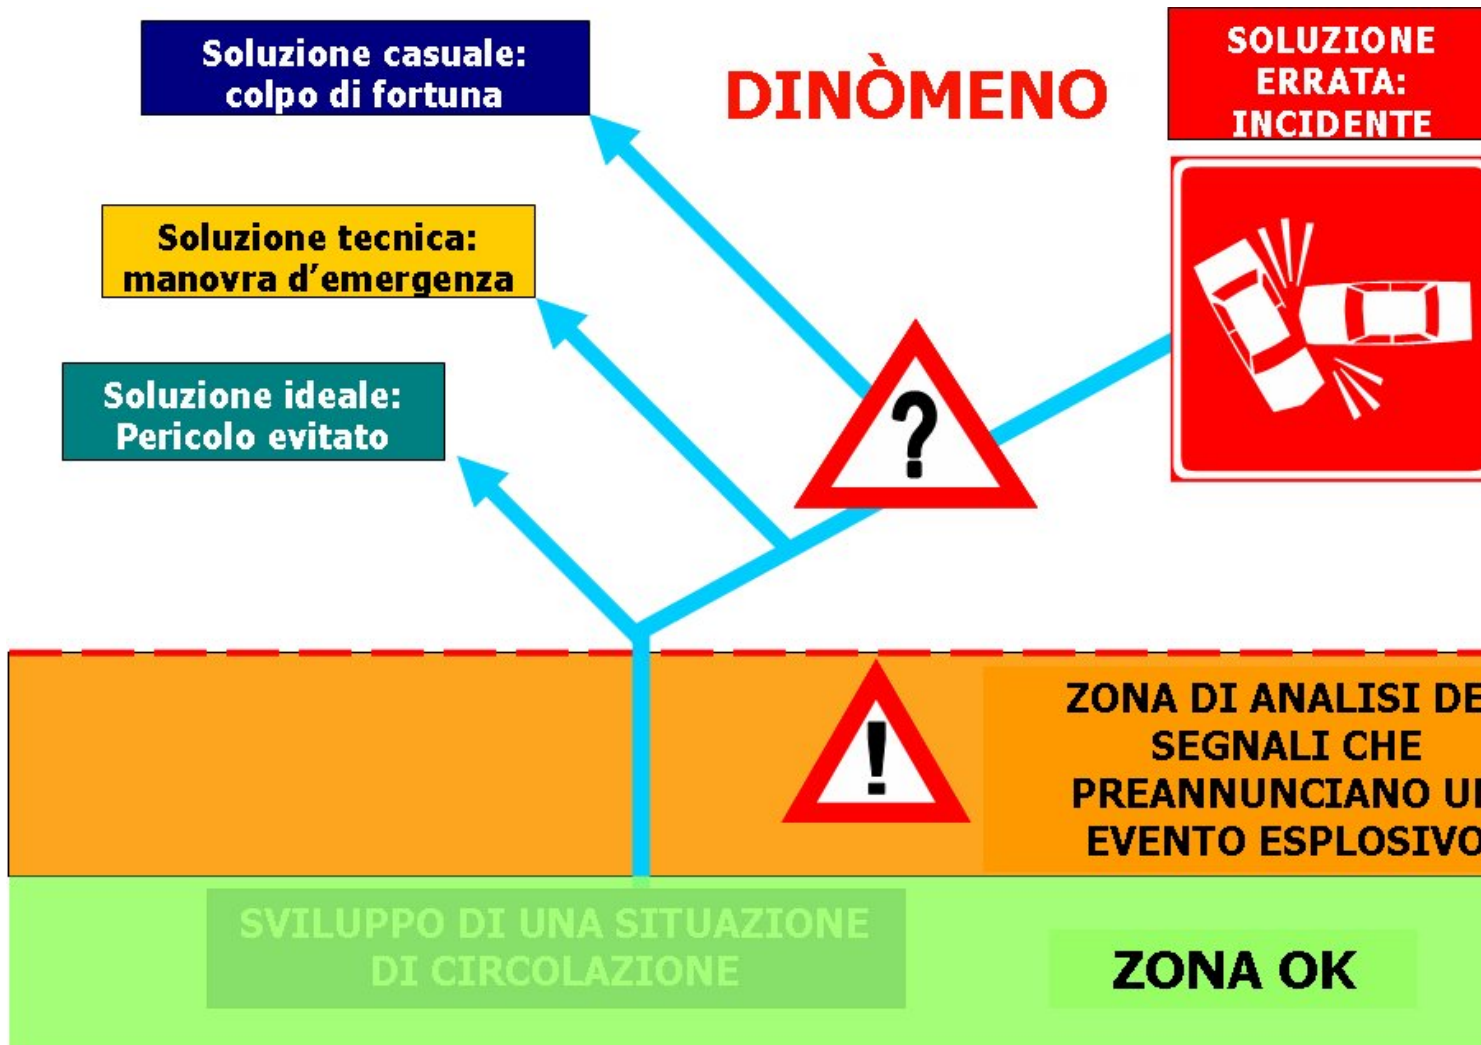 Soluzione casuale:
colpo di fortuna
DINÒMENO
SOLUZIONE
ERRATA:
INCIDENTE
Soluzione tecnica:
manovra d'emergenza
Soluzione ideale:
Pericolo evitato
?
!
ZONA DI ANALISI DE
SEGNALI CHE
PREANNUNCIANO U
EVENTO ESPLOSIVO
SVILUPPO DI UNA SITUAZIONE
DI CIRCOLAZIONE
ZONA OK